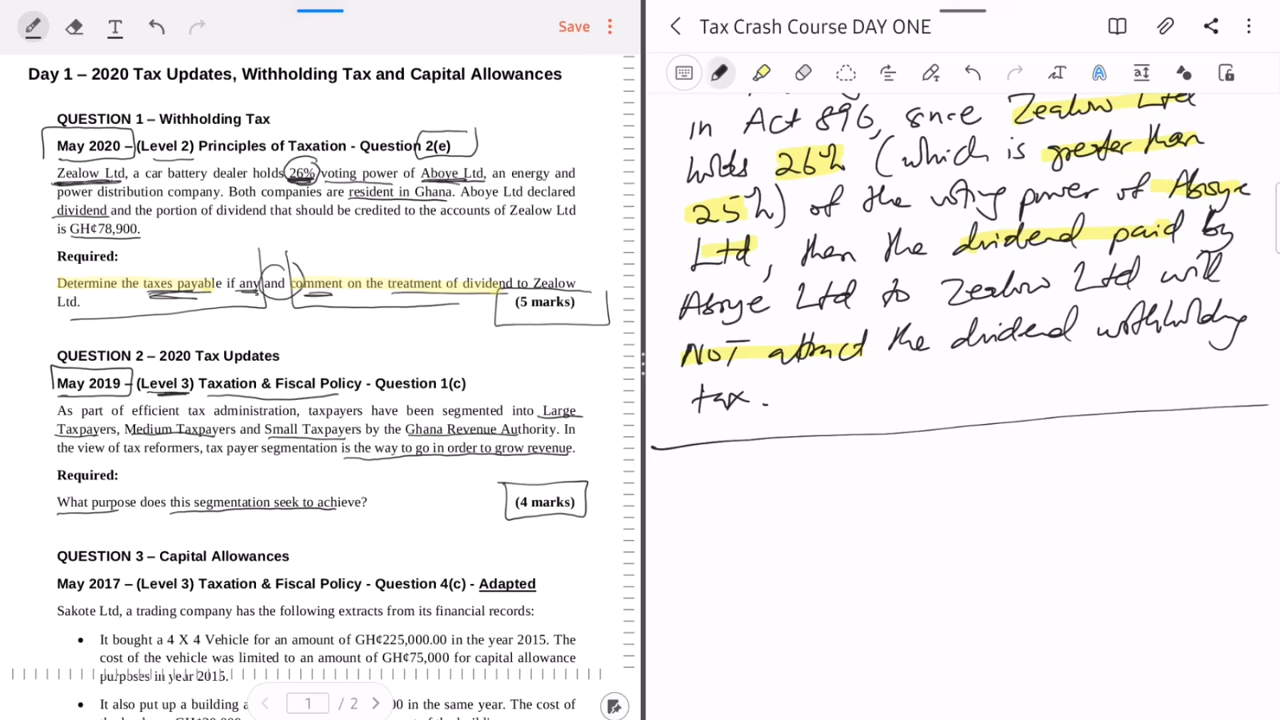 Save
Day 1 – 2020 Tax Updates, Withholding Tax and Capital Allowances
QUESTION 1 – Withholding Tax
May 2020 – (Level 2) Principles of Taxation - Question 2(e)
Zealow Ltd, a car battery dealer holds 26% voting power of Aboye Ltd, an energy and
power distribution company. Both companies are resident in Ghana. Aboye Ltd declared
dividend and the portion of dividend that should be credited to the accounts of Zealow Ltd
is GH¢78,900.
Required:
Determine the taxes payable if any and comment on the treatment of dividend to Zealow
Ltd. (5 marks)
QUESTION 2 – 2020 Tax Updates
May 2019 – (Level 3) Taxation & Fiscal Policy - Question 1(c)
As part of efficient tax administration, taxpayers have been segmented into Large
Taxpayers, Medium Taxpayers and Small Taxpayers by the Ghana Revenue Authority. In
the view of tax reformers, tax payer segmentation is the way to go in order to grow revenue.
Required:
What purpose does this segmentation seek to achieve? (4 marks)
QUESTION 3 – Capital Allowances
May 2017 – (Level 3) Taxation & Fiscal Policy - Question 4(c) - Adapted
Sakote Ltd, a trading company has the following extracts from its financial records:
• It bought a 4 X 4 Vehicle for an amount of GH¢225,000.00 in the year 2015. The
cost of the vehicle was limited to an amount of GH¢75,000 for capital allowance
purposes in year 2015.
• It also put up a building a 00 in the same year. The cost of
1 / 2
Tax Crash Course DAY ONE
in Act 896, since Zealow Ltd
holds 26% (which is greater than
25%) of the voting power of Aboye
Ltd, then the dividend paid by
Aboye Ltd to Zealow Ltd will
NOT attract the dividend withholding
tax.